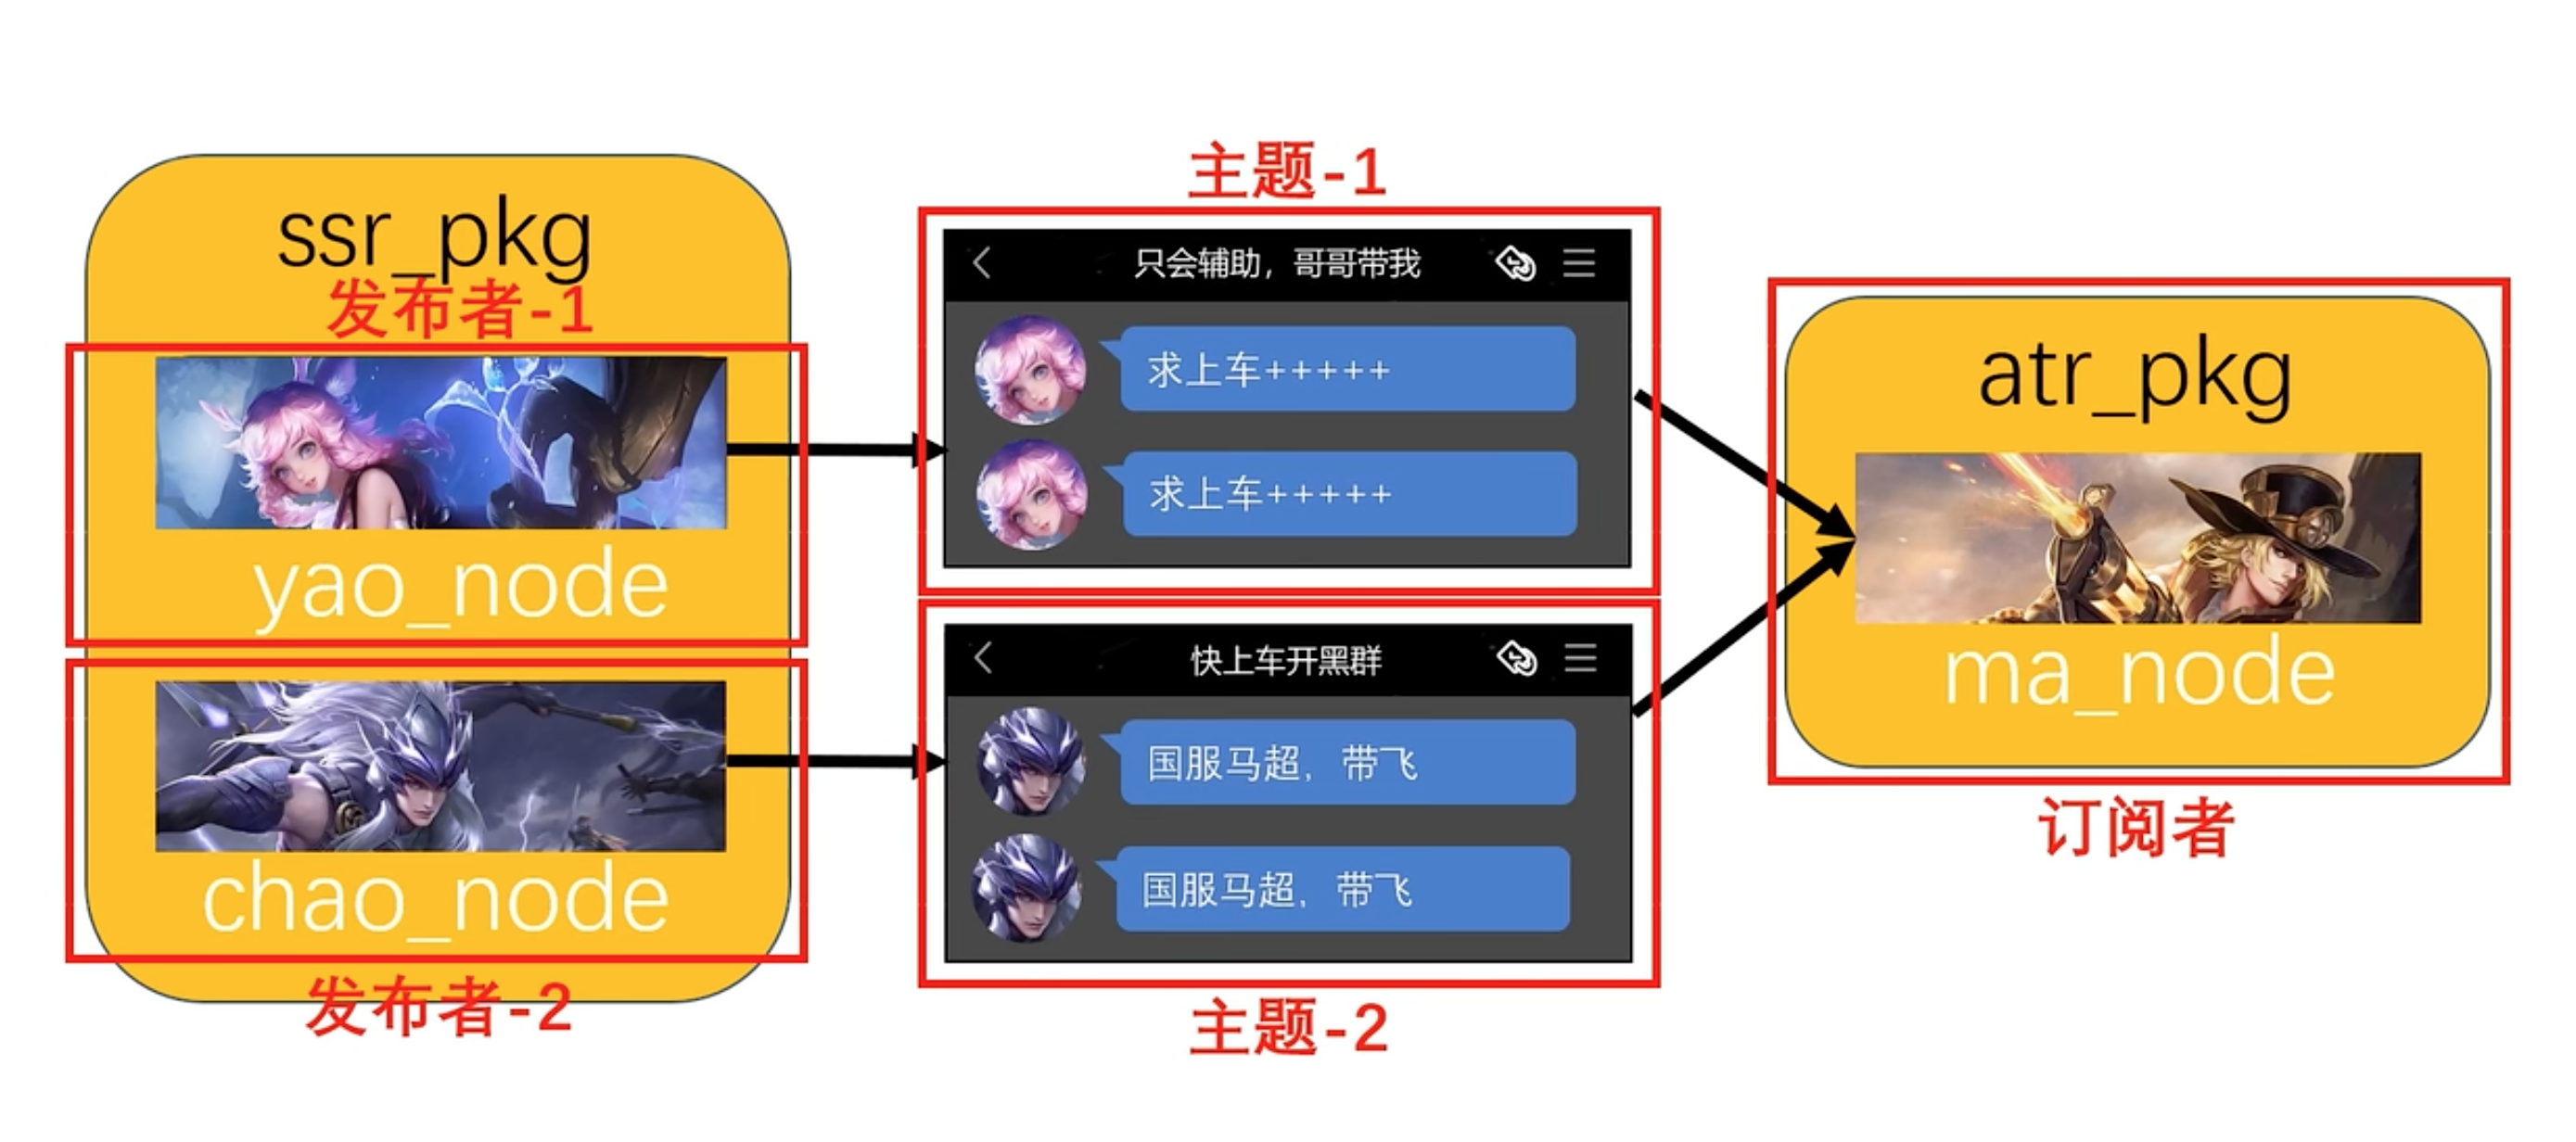 ssr_pkg
发布者-1
yao_node
chao_node
发布者-2
主题-1
只会辅助，哥哥带我
求上车+++++
求上车+++++
快上车开黑群
国服马超，带飞
国服马超，带飞
主题-2
atr_pkg
ma_node
订阅者